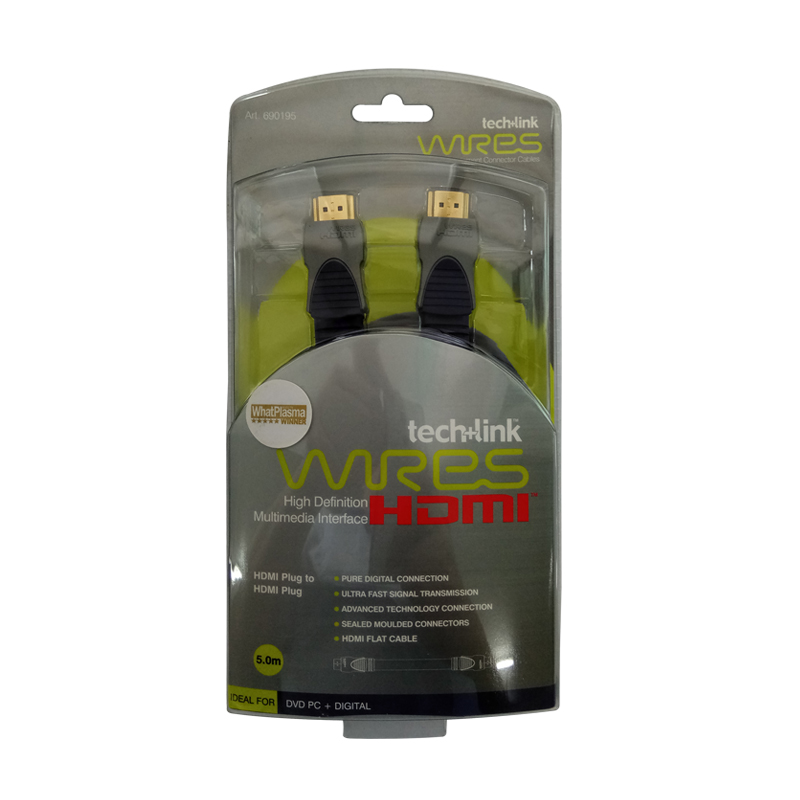 Art. 690195
tech+link
WIRES
Connector Cables
WhatPlasma
★★★★★ WINNER
tech+link™
WIRES
High Definition
Multimedia Interface
HDMI™
HDMI Plug to
HDMI Plug
• PURE DIGITAL CONNECTION
• ULTRA FAST SIGNAL TRANSMISSION
• ADVANCED TECHNOLOGY CONNECTION
• SEALED MOULDED CONNECTORS
• HDMI FLAT CABLE
5.0m
IDEAL FOR DVD PC + DIGITAL